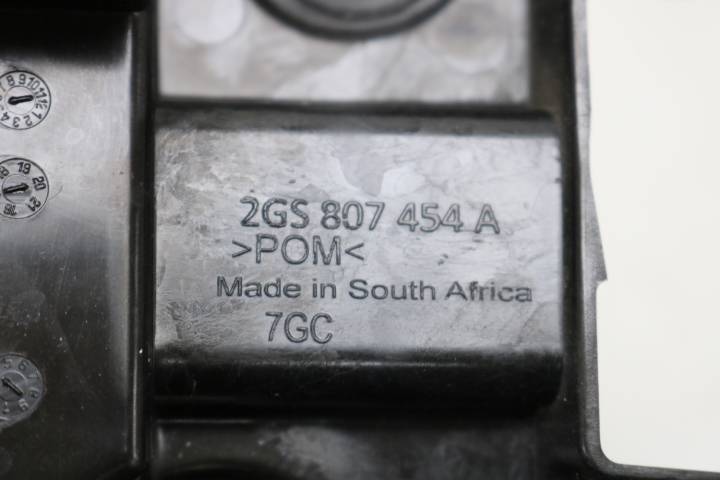 2GS 807 454 A
>POM<
Made in South Africa
7GC